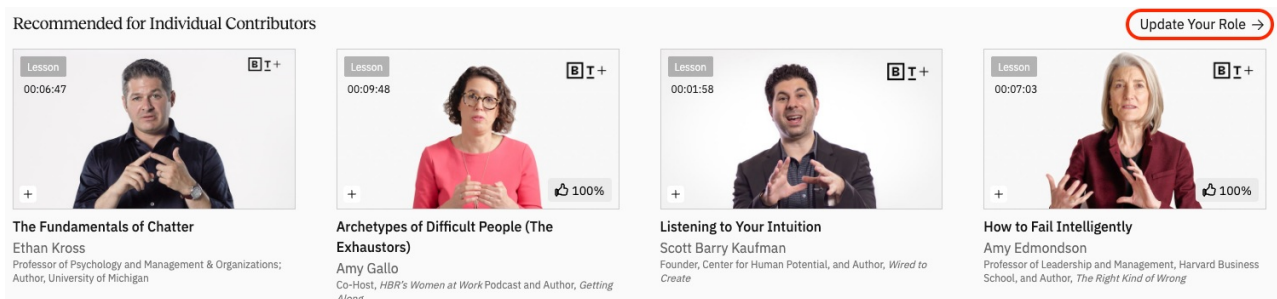 Recommended for Individual Contributors
Update Your Role →
Lesson
00:06:47
B T+
The Fundamentals of Chatter
Ethan Kross
Professor of Psychology and Management & Organizations;
Author, University of Michigan
Lesson
00:09:48
B T+
+
100%
Archetypes of Difficult People (The
Exhaustors)
Amy Gallo
Co-Host, HBR's Women at Work Podcast and Author, Getting
Along
Lesson
00:01:58
B T+
+
Listening to Your Intuition
Scott Barry Kaufman
Founder, Center for Human Potential, and Author, Wired to
Create
Lesson
00:07:03
B T+
+
100%
How to Fail Intelligently
Amy Edmondson
Professor of Leadership and Management, Harvard Business
School, and Author, The Right Kind of Wrong